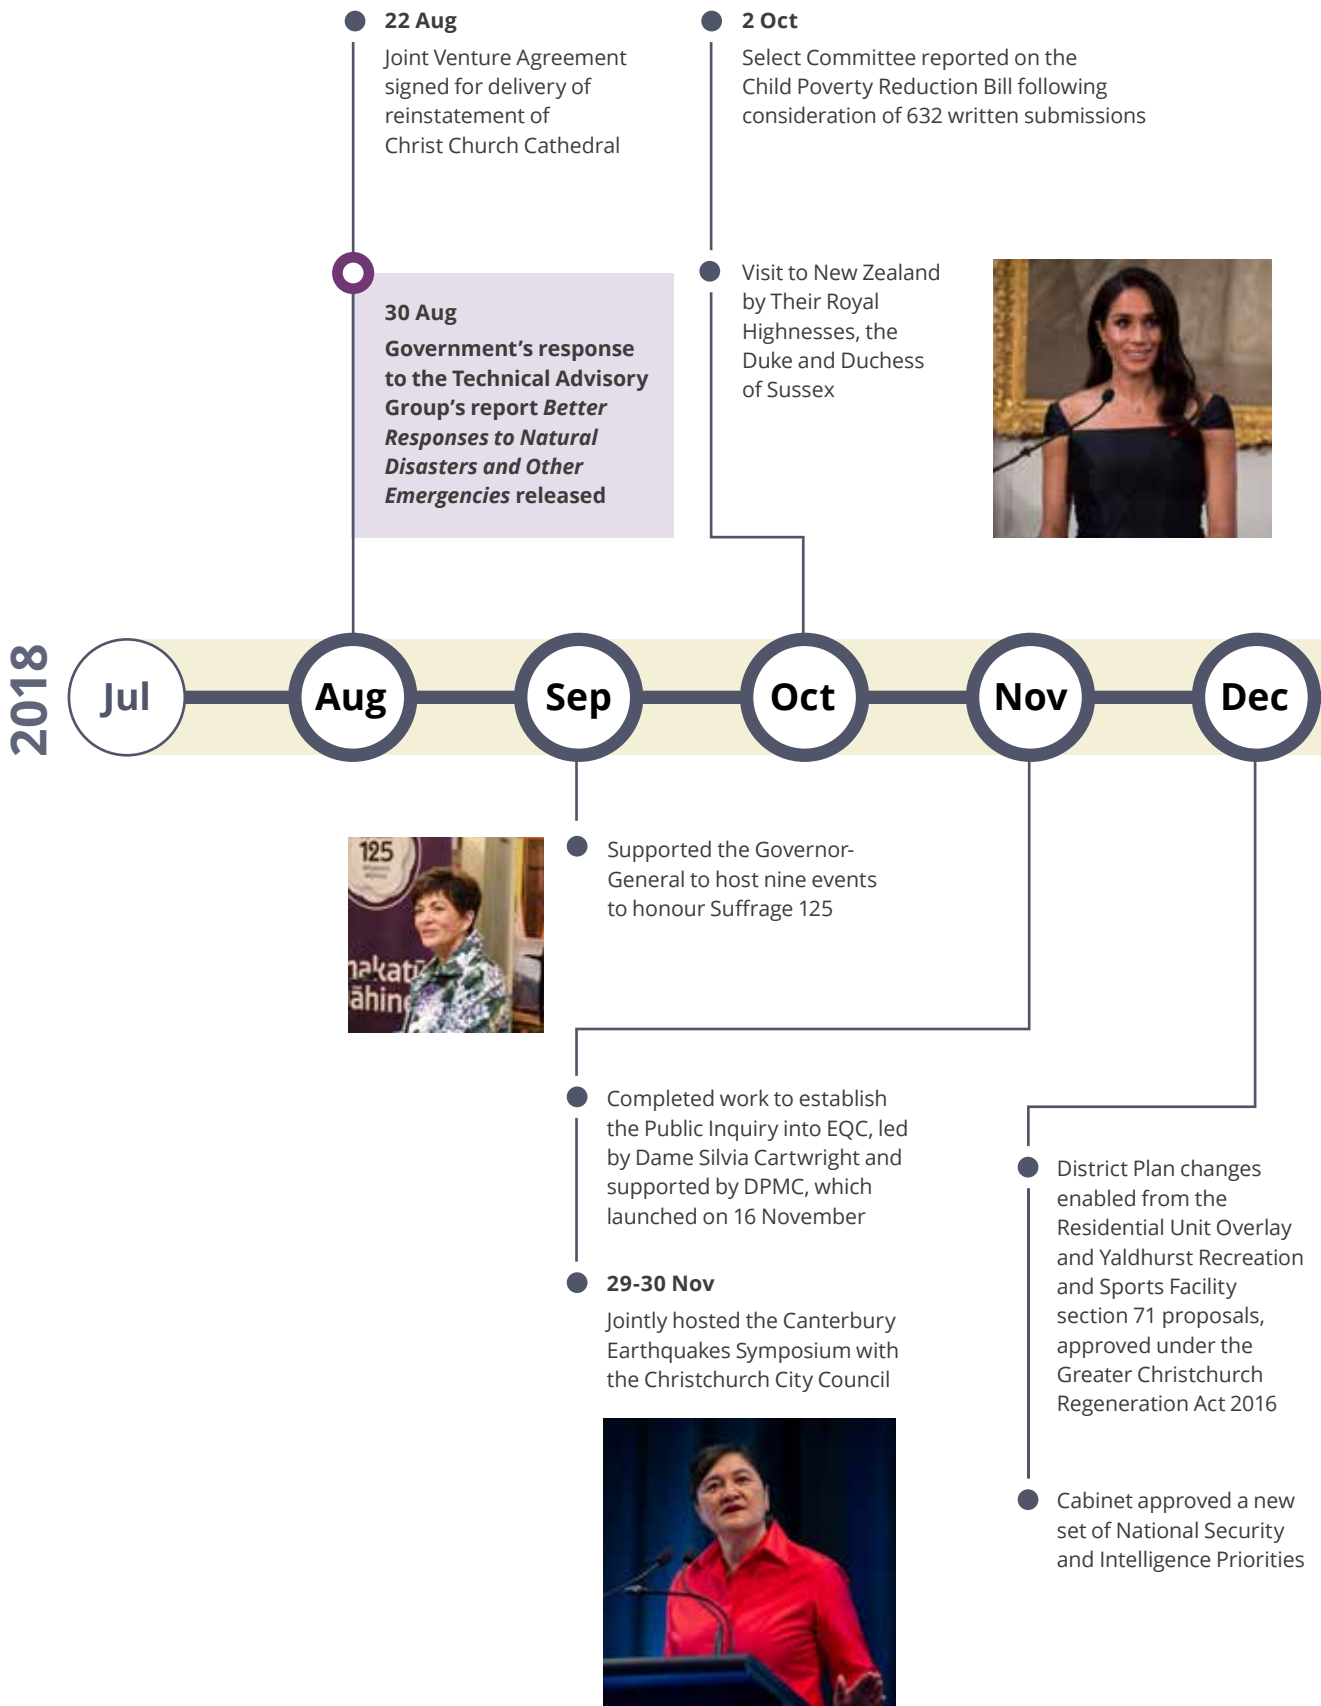 22 Aug
Joint Venture Agreement
signed for delivery of
reinstatement of
Christ Church Cathedral
30 Aug
Government’s response
to the Technical Advisory
Group’s report Better
Responses to Natural
Disasters and Other
Emergencies released
2 Oct
Select Committee reported on the
Child Poverty Reduction Bill following
consideration of 632 written submissions
Visit to New Zealand
by Their Royal
Highnesses, the
Duke and Duchess
of Sussex
2018
Jul
Aug
Sep
Oct
Nov
Dec
125
Supported the Governor-
General to host nine events
to honour Suffrage 125
Completed work to establish
the Public Inquiry into EQC, led
by Dame Silvia Cartwright and
supported by DPMC, which
launched on 16 November
29-30 Nov
Jointly hosted the Canterbury
Earthquakes Symposium with
the Christchurch City Council
District Plan changes
enabled from the
Residential Unit Overlay
and Yaldhurst Recreation
and Sports Facility
section 71 proposals,
approved under the
Greater Christchurch
Regeneration Act 2016
Cabinet approved a new
set of National Security
and Intelligence Priorities